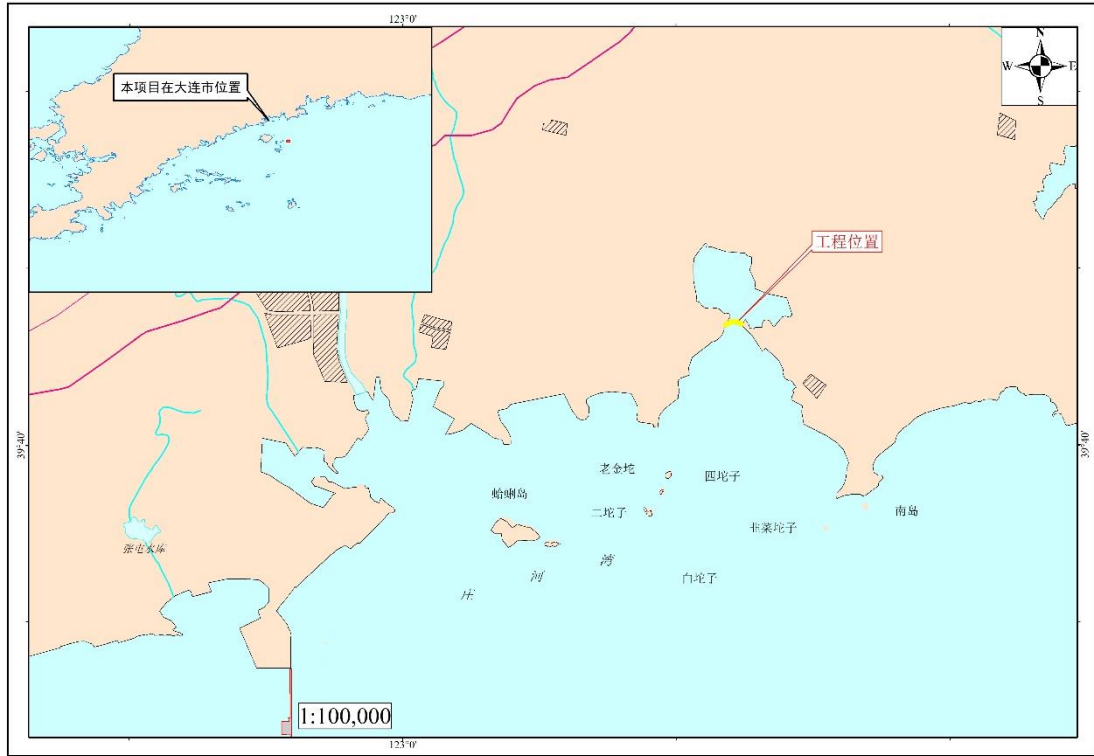 123°0′
本项目在大连市位置
N
W
E
S
工程位置
39°40′
39°40′
老金坨
四坨子
蛤蜊岛
二坨子
南岛
韭菜坨子
张屯水库
庄
河
湾
白坨子
1:100,000
123°0′